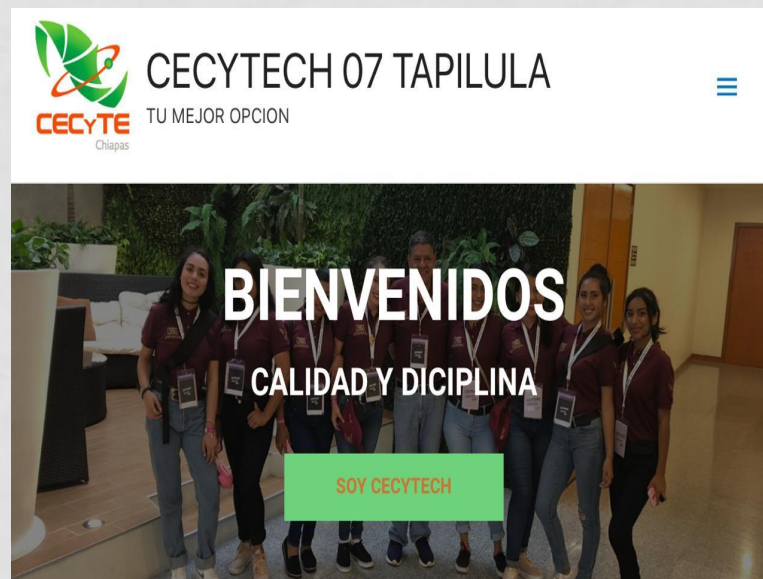 CECYTECH 07 TAPILULA
TU MEJOR OPCION
CECyTE
Chiapas
BIENVENIDOS
CALIDAD Y DICIPLINA
SOY CECYTECH